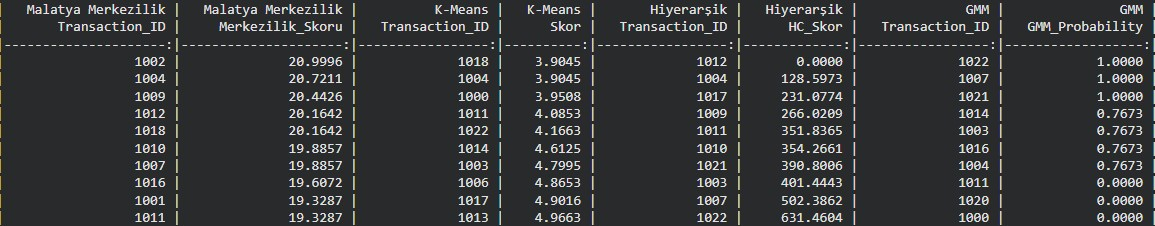 | Malatya Merkezilik | Malatya Merkezilik | K-Means | K-Means | Hiyerarşik | Hiyerarşik | GMM | GMM |
| Transaction_ID | Merkezilik_Skoru | Transaction_ID | Skor | Transaction_ID | HC_Skor | Transaction_ID | GMM_Probability |
|---------------------:|---------------------:|-----------------:|----------:|-----------------:|-------------:|-----------------:|------------------:|
| 1002 | 20.9996 | 1018 | 3.9045 | 1012 | 0.0000 | 1022 | 1.0000 |
| 1004 | 20.7211 | 1004 | 3.9045 | 1004 | 128.5973 | 1007 | 1.0000 |
| 1009 | 20.4426 | 1000 | 3.9508 | 1017 | 231.0774 | 1021 | 1.0000 |
| 1012 | 20.1642 | 1011 | 4.0853 | 1009 | 266.0209 | 1014 | 0.7673 |
| 1018 | 20.1642 | 1022 | 4.1663 | 1011 | 351.8365 | 1003 | 0.7673 |
| 1010 | 19.8857 | 1014 | 4.6125 | 1010 | 354.2661 | 1016 | 0.7673 |
| 1007 | 19.8857 | 1003 | 4.7995 | 1021 | 390.8006 | 1004 | 0.7673 |
| 1016 | 19.6072 | 1006 | 4.8653 | 1003 | 401.4443 | 1011 | 0.0000 |
| 1001 | 19.3287 | 1017 | 4.9016 | 1007 | 502.3862 | 1020 | 0.0000 |
| 1011 | 19.3287 | 1013 | 4.9663 | 1022 | 631.4604 | 1000 | 0.0000 |